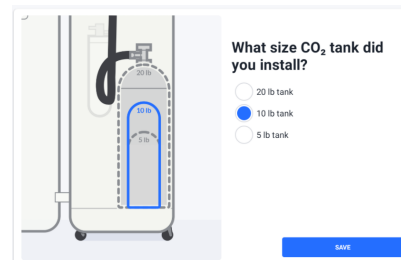 20 lb
10 lb
5 lb
What size CO₂ tank did
you install?
20 lb tank
10 lb tank
5 lb tank
SAVE